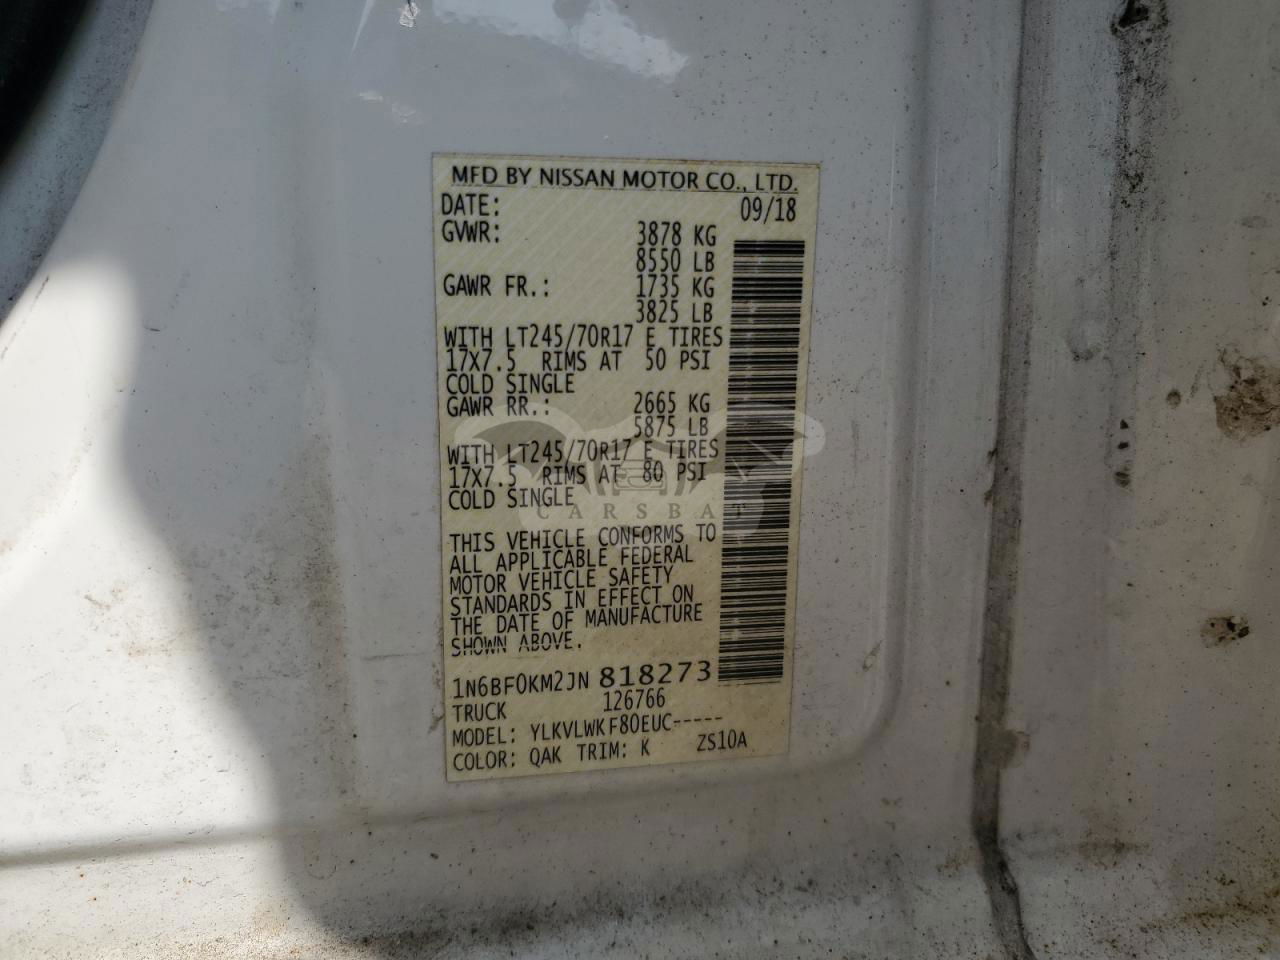 MFD BY NISSAN MOTOR CO., LTD.
DATE: 09/18
GVWR: 3878 KG
8550 LB
GAWR FR.: 1735 KG
3825 LB
WITH LT245/70R17 E TIRES
17X7.5 RIMS AT 50 PSI
COLD SINGLE
GAWR RR.: 2665 KG
5875 LB
WITH LT245/70R17 E TIRES
17X7.5 RIMS AT 80 PSI
COLD SINGLE
CARSBAT
THIS VEHICLE CONFORMS TO
ALL APPLICABLE FEDERAL
MOTOR VEHICLE SAFETY
STANDARDS IN EFFECT ON
THE DATE OF MANUFACTURE
SHOWN ABOVE.
1N6BF0KM2JN 818273
TRUCK 126766
MODEL: YLKVLWKF80EUC-----
COLOR: QAK TRIM: K ZS10A